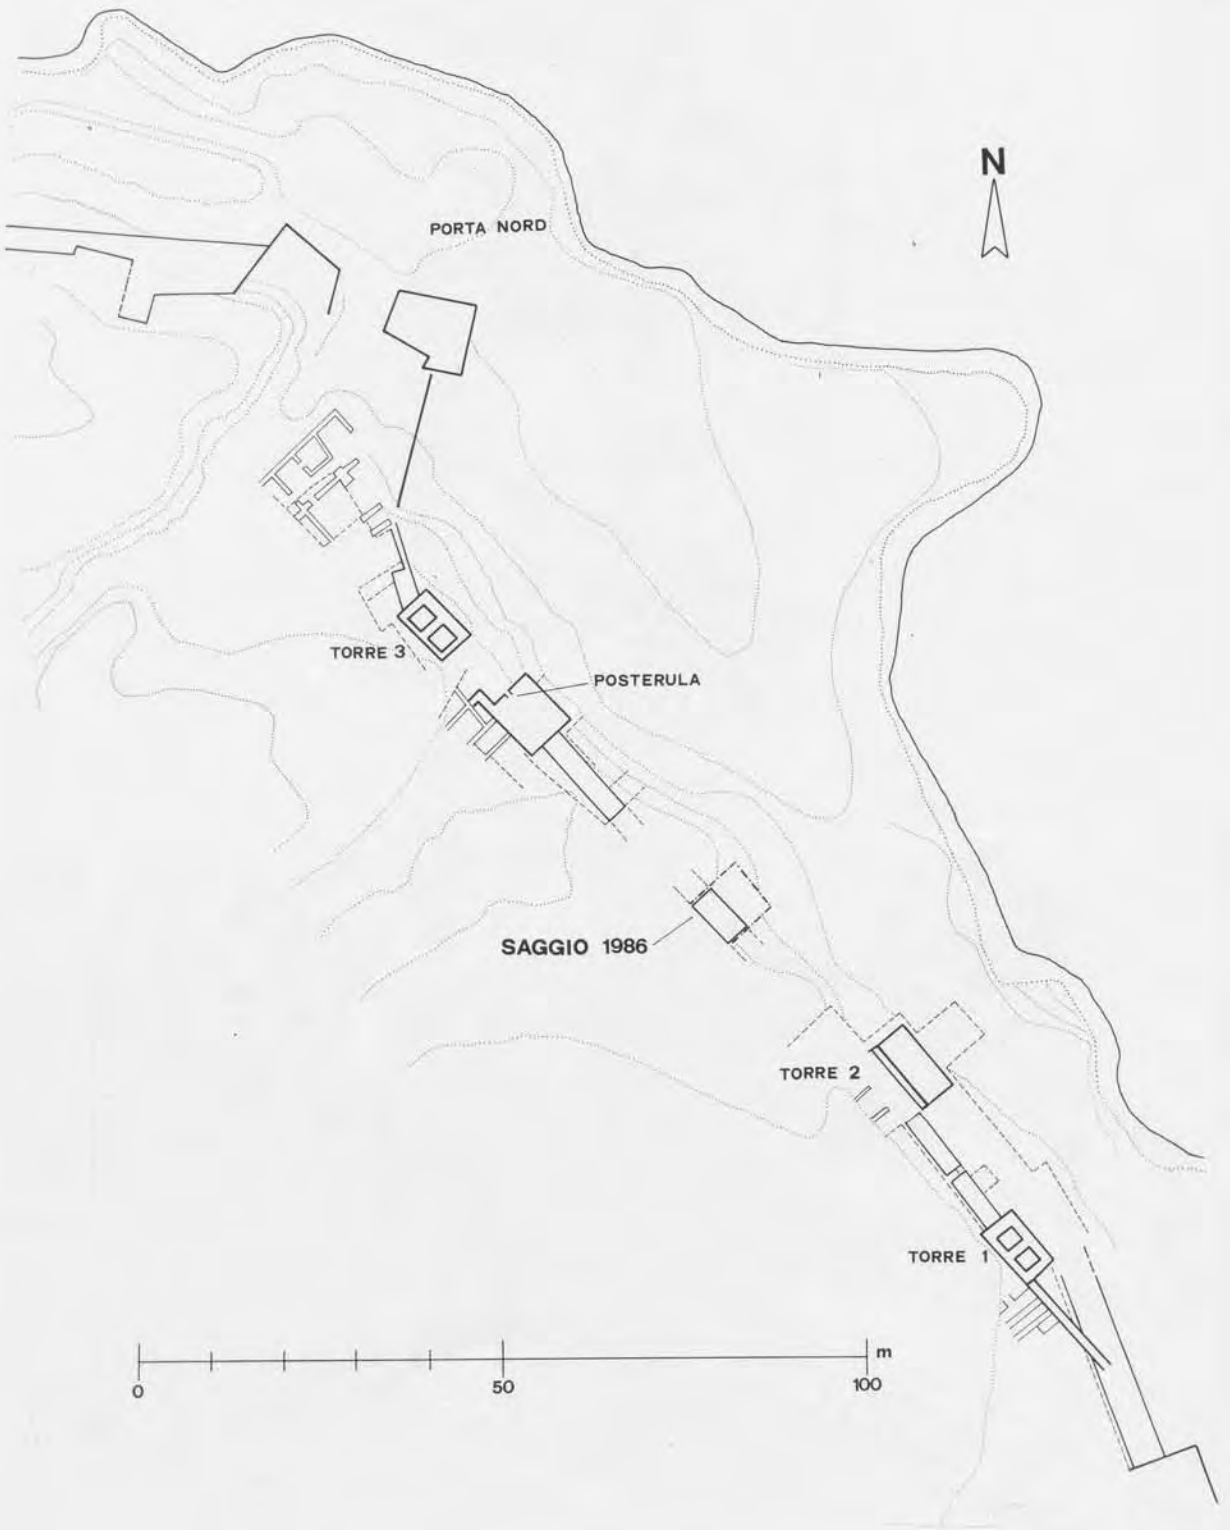 N
PORTA NORD
TORRE 3
POSTERULA
SAGGIO 1986
TORRE 2
TORRE 1
m
0 50 100